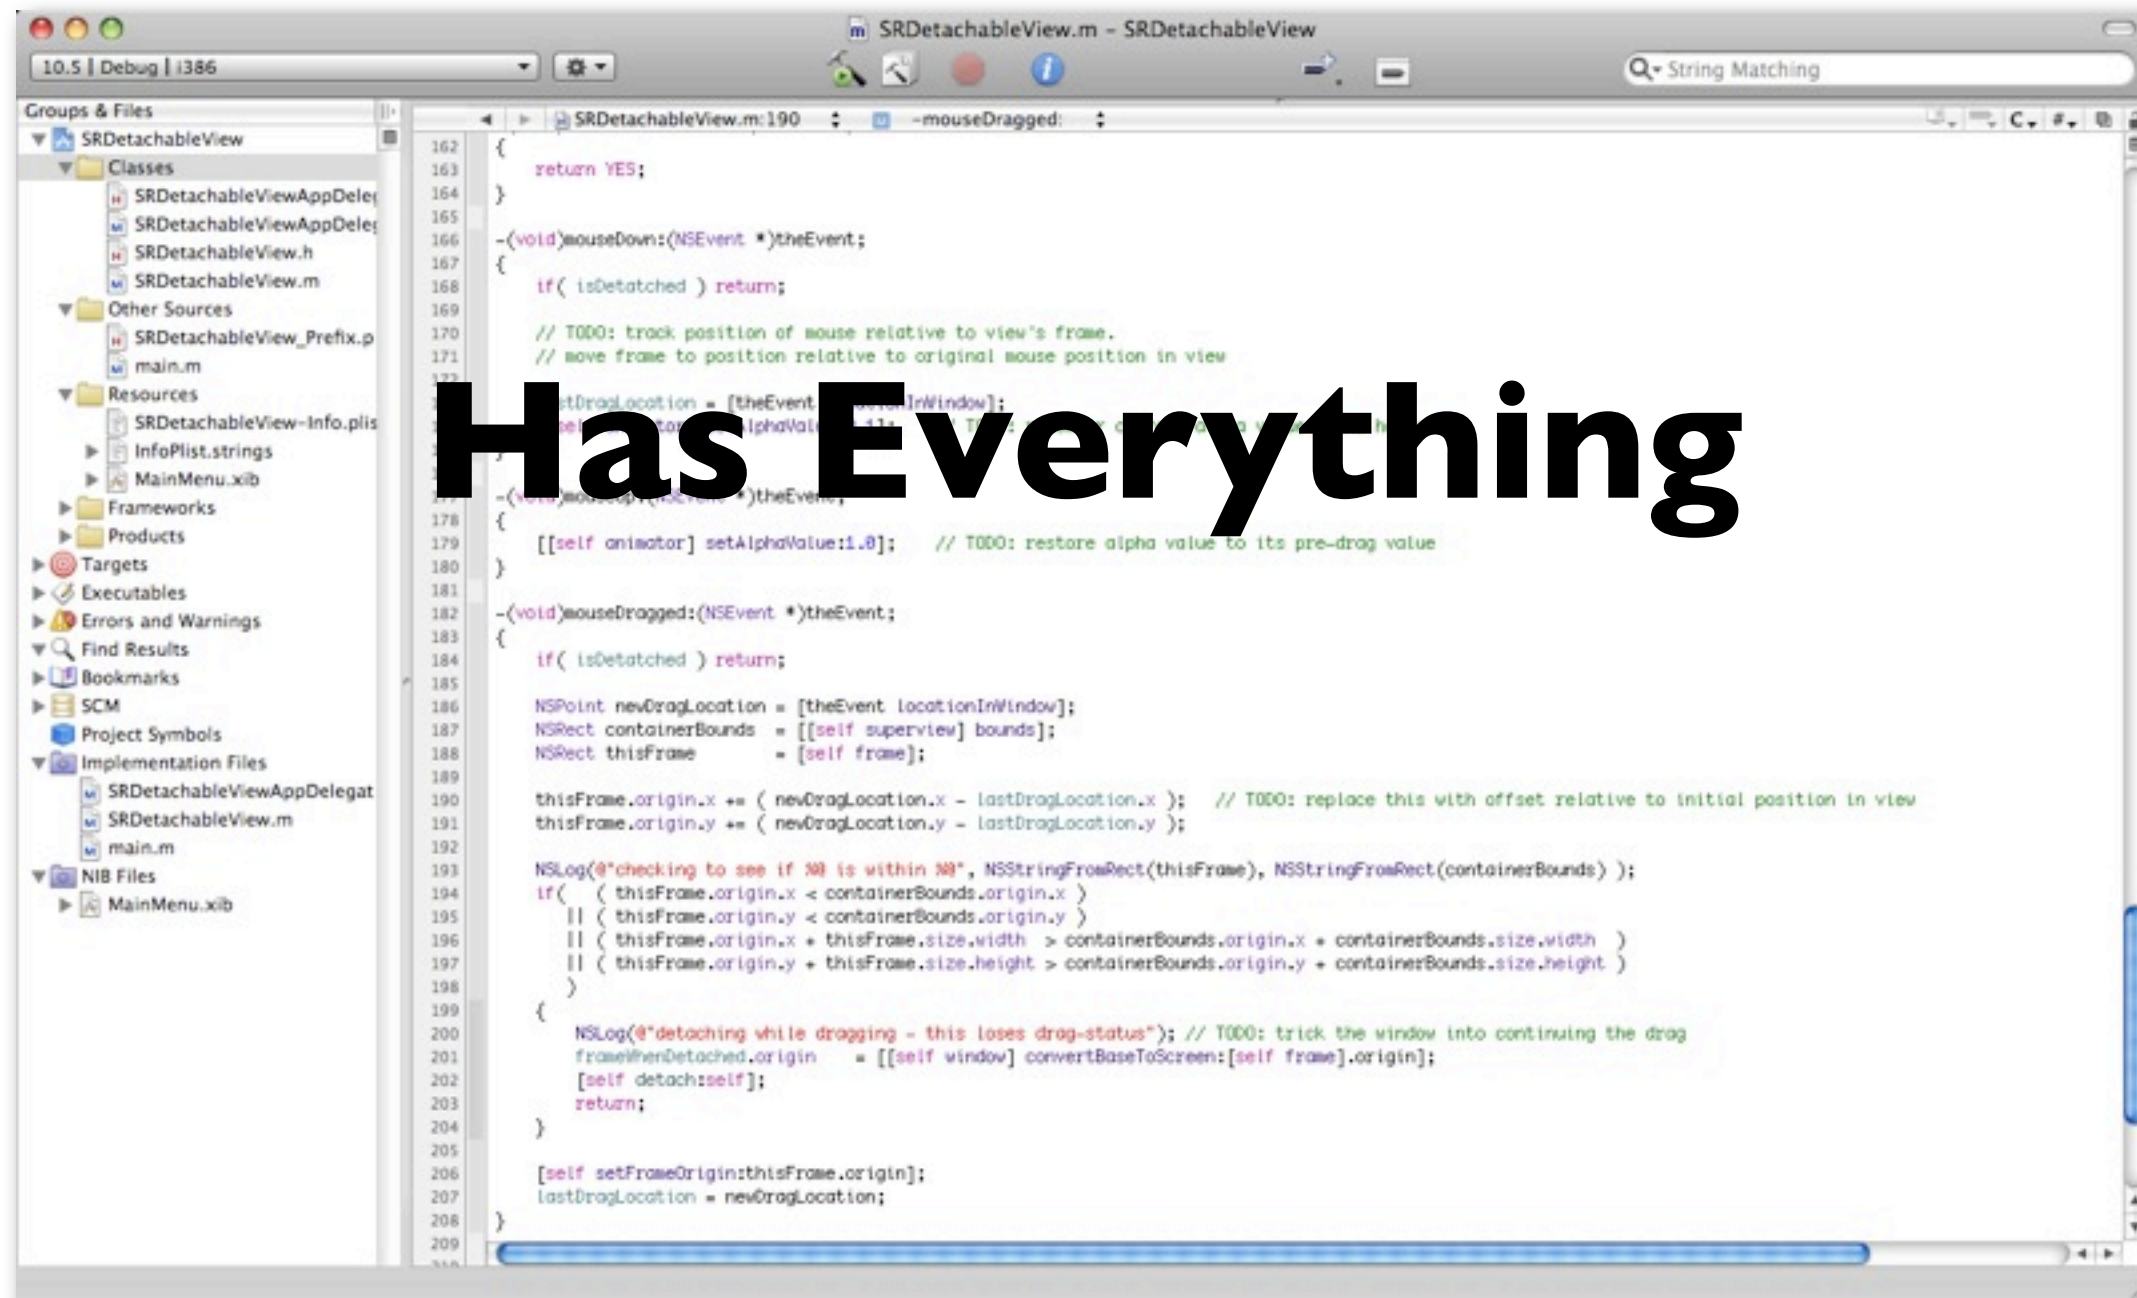 SRDetachableView.m - SRDetachableView
10.5 | Debug | i386
String Matching
Groups & Files
SRDetachableView
Classes
SRDetachableViewAppDeleg
SRDetachableViewAppDeleg
SRDetachableView.h
SRDetachableView.m
Other Sources
SRDetachableView_Prefix.p
main.m
Resources
SRDetachableView-Info.plis
InfoPlist.strings
MainMenu.xib
Frameworks
Products
Targets
Executables
Errors and Warnings
Find Results
Bookmarks
SCM
Project Symbols
Implementation Files
SRDetachableViewAppDelegat
SRDetachableView.m
main.m
NIB Files
MainMenu.xib
SRDetachableView.m:190 -mouseDragged: C #
162 {
163 return YES;
164 }
165
166 -(void)mouseDown:(NSEvent *)theEvent;
167 {
168 if( isDetatched ) return;
169
170 // TODO: track position of mouse relative to view's frame.
171 // move frame to position relative to original mouse position in view
172
stDragLocation = [theEvent InWindow];
Has Everything
*)theEvent;
178 {
179 [[self animator] setAlphaValue:1.0]; // TODO: restore alpha value to its pre-drag value
180 }
181
182 -(void)mouseDragged:(NSEvent *)theEvent;
183 {
184 if( isDetatched ) return;
185
186 NSPoint newDragLocation = [theEvent locationInWindow];
187 NSRect containerBounds = [[self superview] bounds];
188 NSRect thisFrame = [self frame];
189
190 thisFrame.origin.x += ( newDragLocation.x - lastDragLocation.x ); // TODO: replace this with offset relative to initial position in view
191 thisFrame.origin.y += ( newDragLocation.y - lastDragLocation.y );
192
193 NSLog(@"checking to see if %@ is within %@", NSStringFromRect(thisFrame), NSStringFromRect(containerBounds) );
194 if( ( thisFrame.origin.x < containerBounds.origin.x )
195 || ( thisFrame.origin.y < containerBounds.origin.y )
196 || ( thisFrame.origin.x + thisFrame.size.width > containerBounds.origin.x + containerBounds.size.width )
197 || ( thisFrame.origin.y + thisFrame.size.height > containerBounds.origin.y + containerBounds.size.height )
198 )
199 {
200 NSLog(@"detaching while dragging - this loses drag-status"); // TODO: trick the window into continuing the drag
201 frameWhenDetached.origin = [[self window] convertBaseToScreen:[self frame].origin];
202 [self detach:self];
203 return;
204 }
205
206 [self setFrameOrigin:thisFrame.origin];
207 lastDragLocation = newDragLocation;
208 }
209